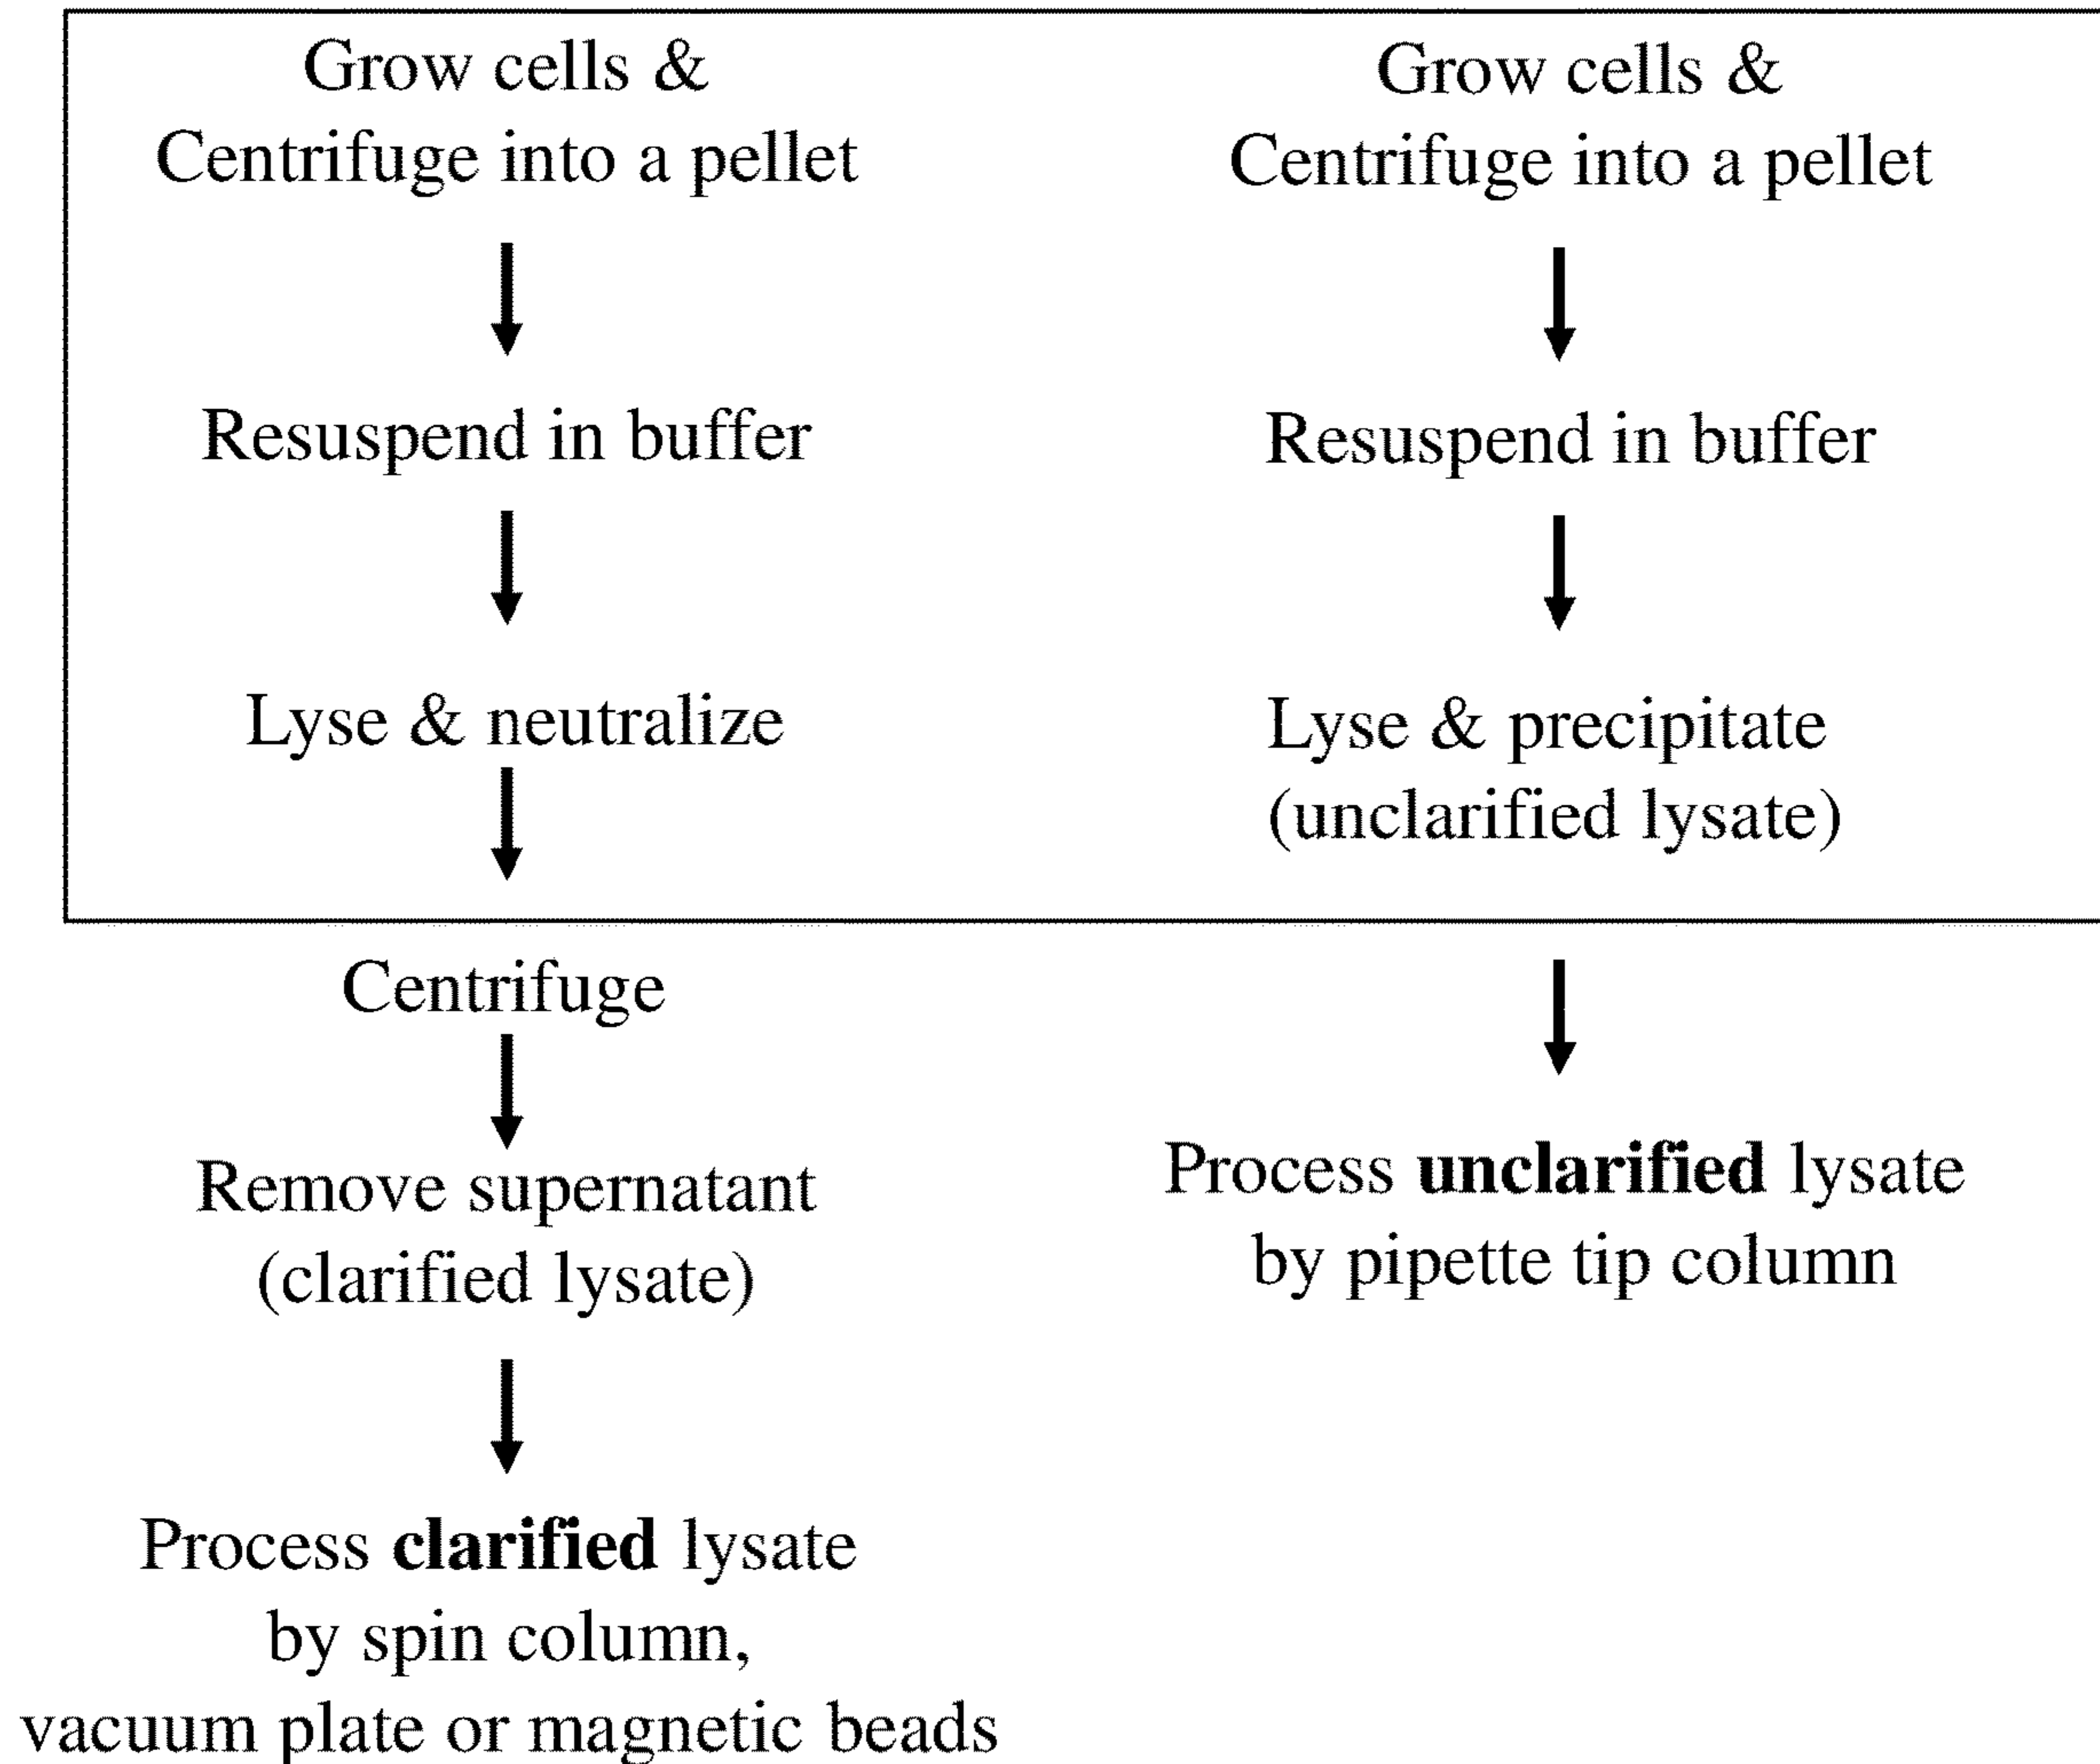 Grow cells &
Centrifuge into a pellet
Resuspend in buffer
Lyse & neutralize
Centrifuge
Remove supernatant
(clarified lysate)
Process clarified lysate
by spin column,
vacuum plate or magnetic beads
Grow cells &
Centrifuge into a pellet
Resuspend in buffer
Lyse & precipitate
(unclarified lysate)
Process unclarified lysate
by pipette tip column